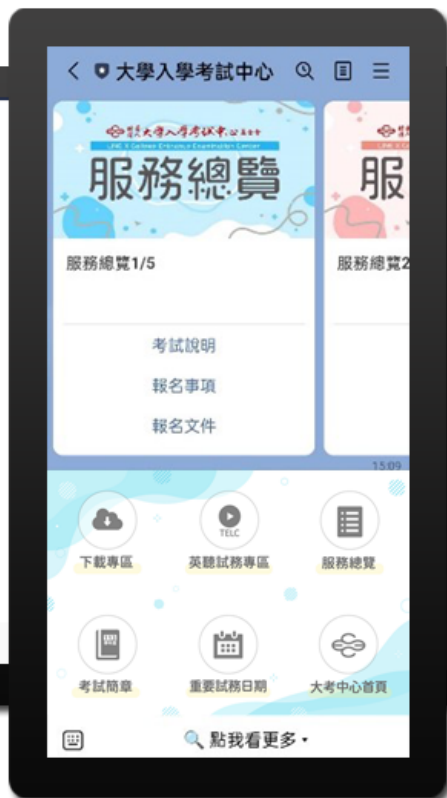 大學入學考試中心
大學入學考試中心
服務總覽
服
服務總覽1/5
服務總覽2
考試說明
報名事項
報名文件
15:09
TELC
下載專區
英聽試務專區
服務總覽
考試簡章
重要試務日期
大考中心首頁
點我看更多